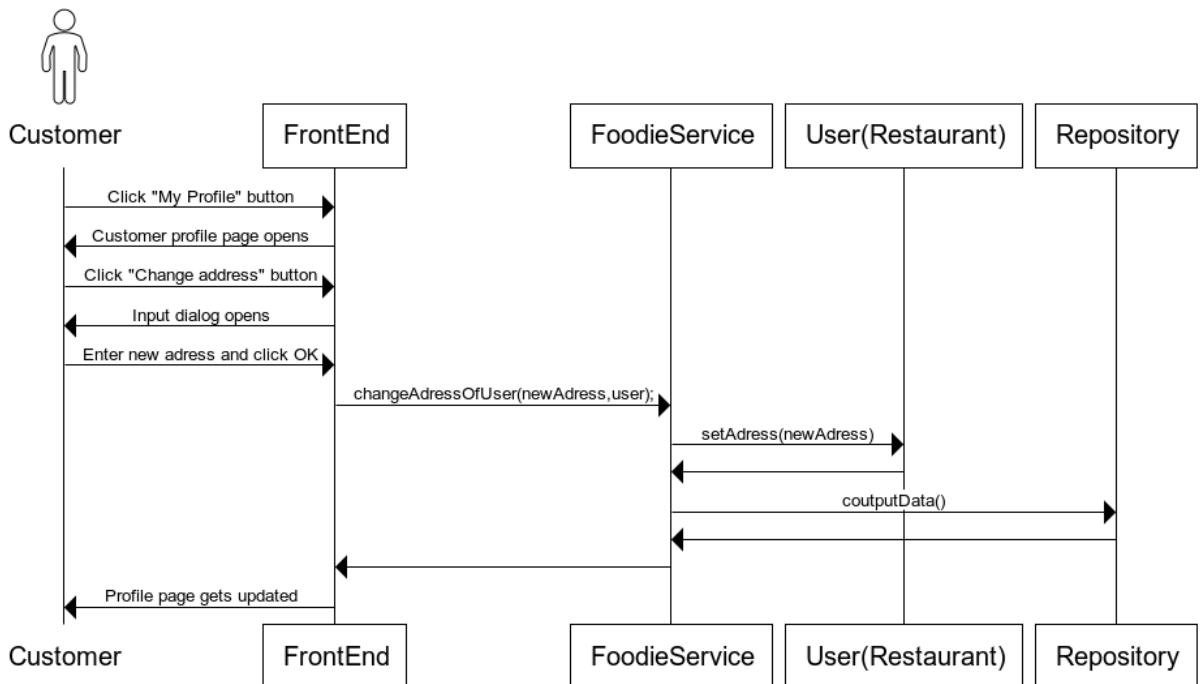 Customer
FrontEnd
FoodieService
User(Restaurant)
Repository
Click "My Profile" button
Customer profile page opens
Click "Change address" button
Input dialog opens
Enter new adress and click OK
changeAdressOfUser(newAdress,user);
setAdress(newAdress)
coutputData()
Profile page gets updated
Customer
FrontEnd
FoodieService
User(Restaurant)
Repository